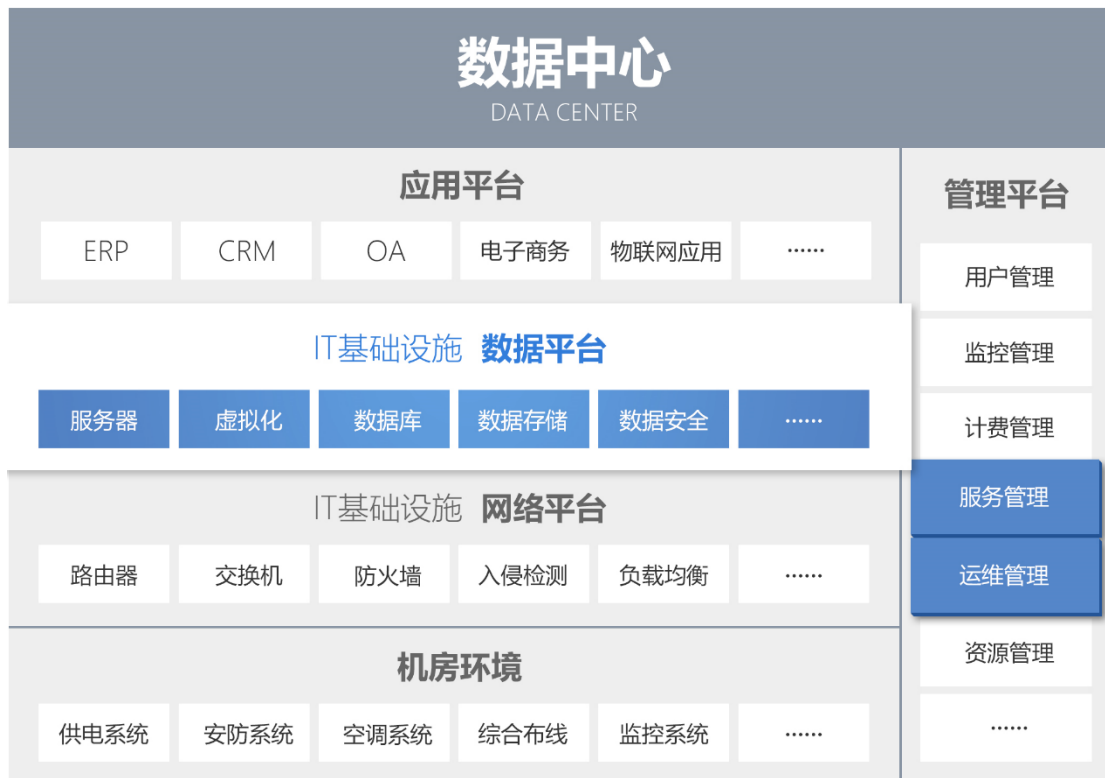 数据中心
DATA CENTER
应用平台
ERP
CRM
OA
电子商务
物联网应用
······
IT基础设施 数据平台
服务器
虚拟化
数据库
数据存储
数据安全
······
IT基础设施 网络平台
路由器
交换机
防火墙
入侵检测
负载均衡
······
机房环境
供电系统
安防系统
空调系统
综合布线
监控系统
······
管理平台
用户管理
监控管理
计费管理
服务管理
运维管理
资源管理
······